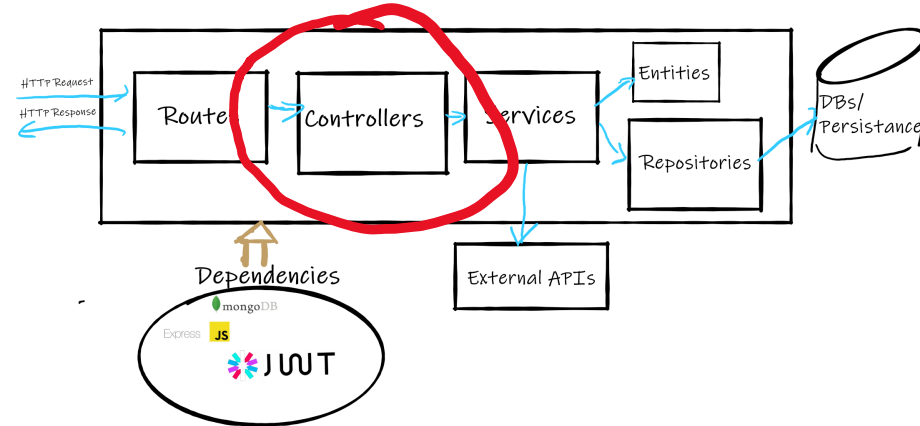 HTTP Request
HTTP Response
Route
Controllers
Services
Entities
Repositories
DBs/
Persistance
External APIs
Dependencies
mongoDB
Express
JS
JWT